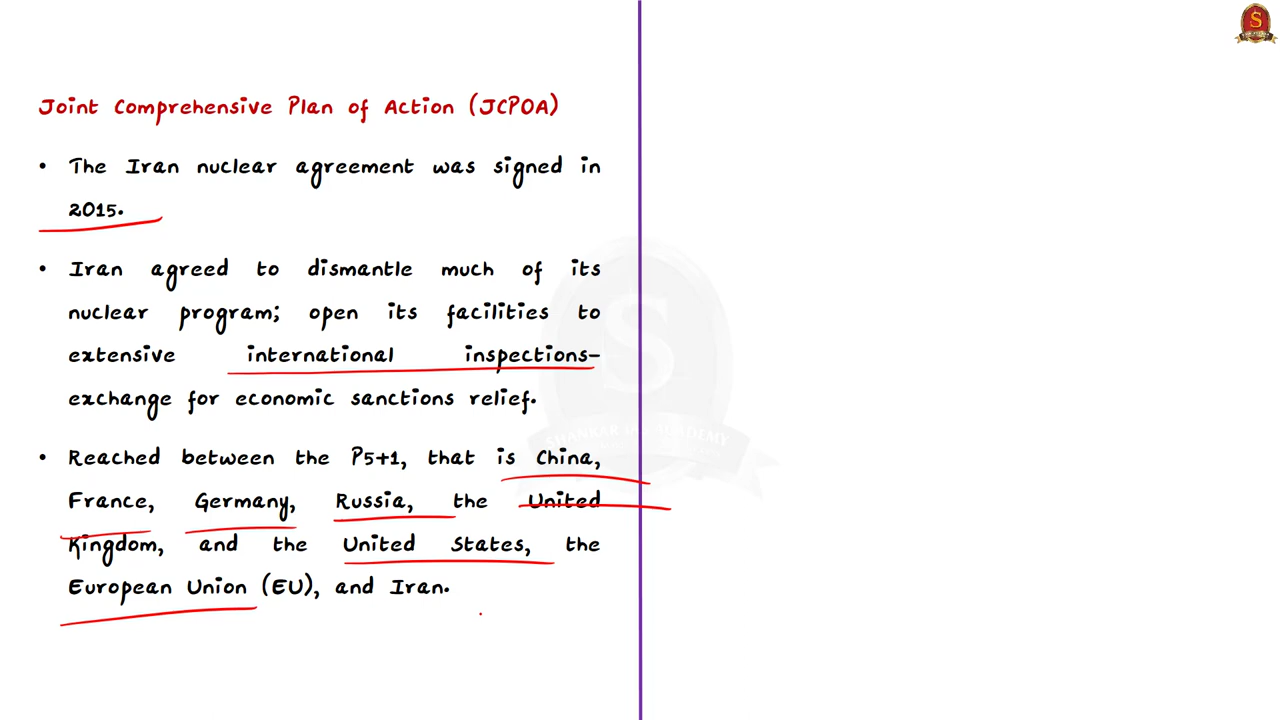 Joint Comprehensive Plan of Action (JCPOA)
• The Iran nuclear agreement was signed in
2015.
• Iran agreed to dismantle much of its
nuclear program; open its facilities to
extensive international inspections-
exchange for economic sanctions relief.
• Reached between the P5+1, that is China,
France, Germany, Russia, the United
Kingdom, and the United States, the
European Union (EU), and Iran.
S
S
SHANKAR IAS ACADEMY